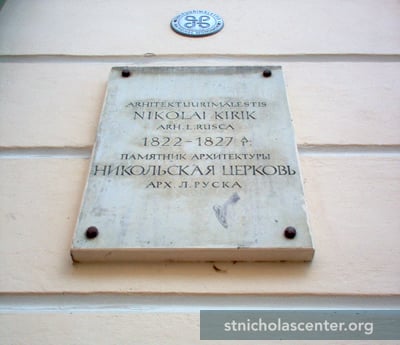 ARHITEKTUURIMÄLESTIS
NIKOLAI KIRIK
ARH. L. RUSCA
1822-1827 A.
ПАМЯТНИК АРХИТЕКТУРЫ
НИКОЛЬСКАЯ ЦЕРКОВЬ
АРХ. Л. РУСКА
stnicholascenter.org